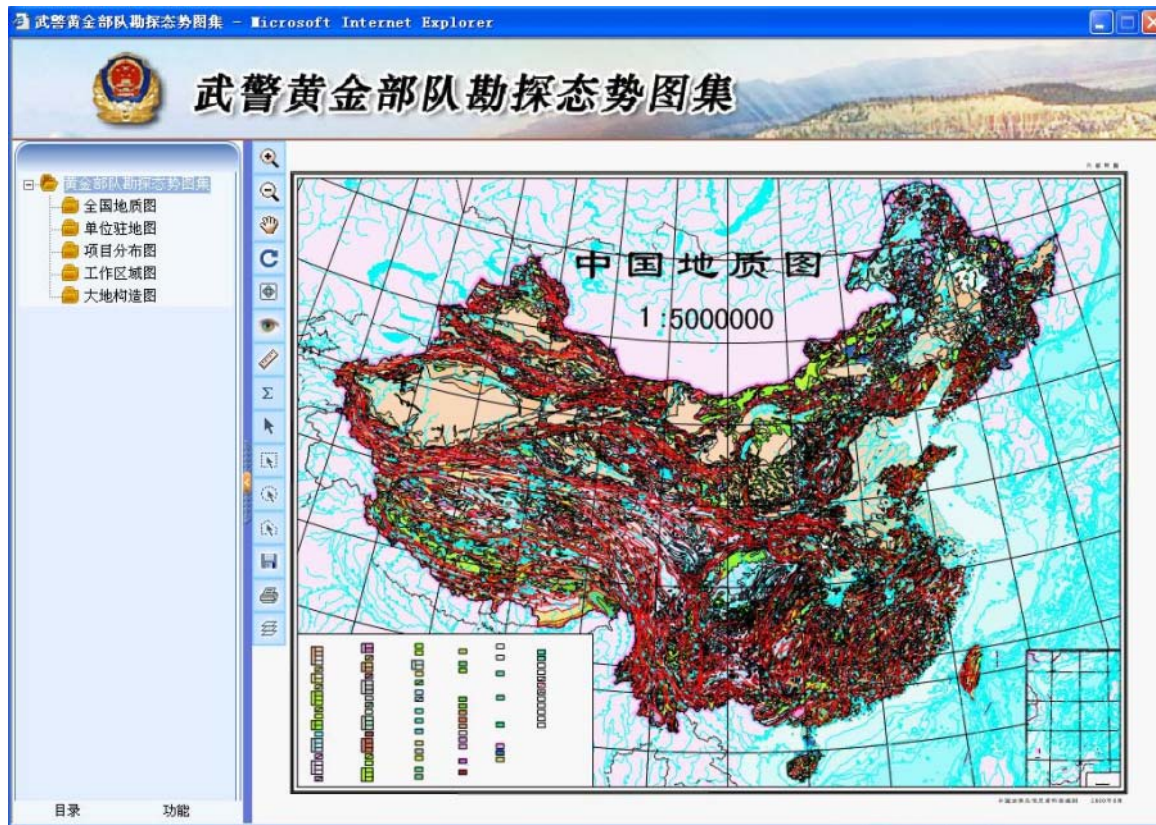 武警黄金部队勘探态势图集 - Microsoft Internet Explorer
武警黄金部队勘探态势图集
黄金部队勘探态势图集
全国地质图
单位驻地图
项目分布图
工作区域图
大地构造图
中国地质图
1:5000000
目录
功能